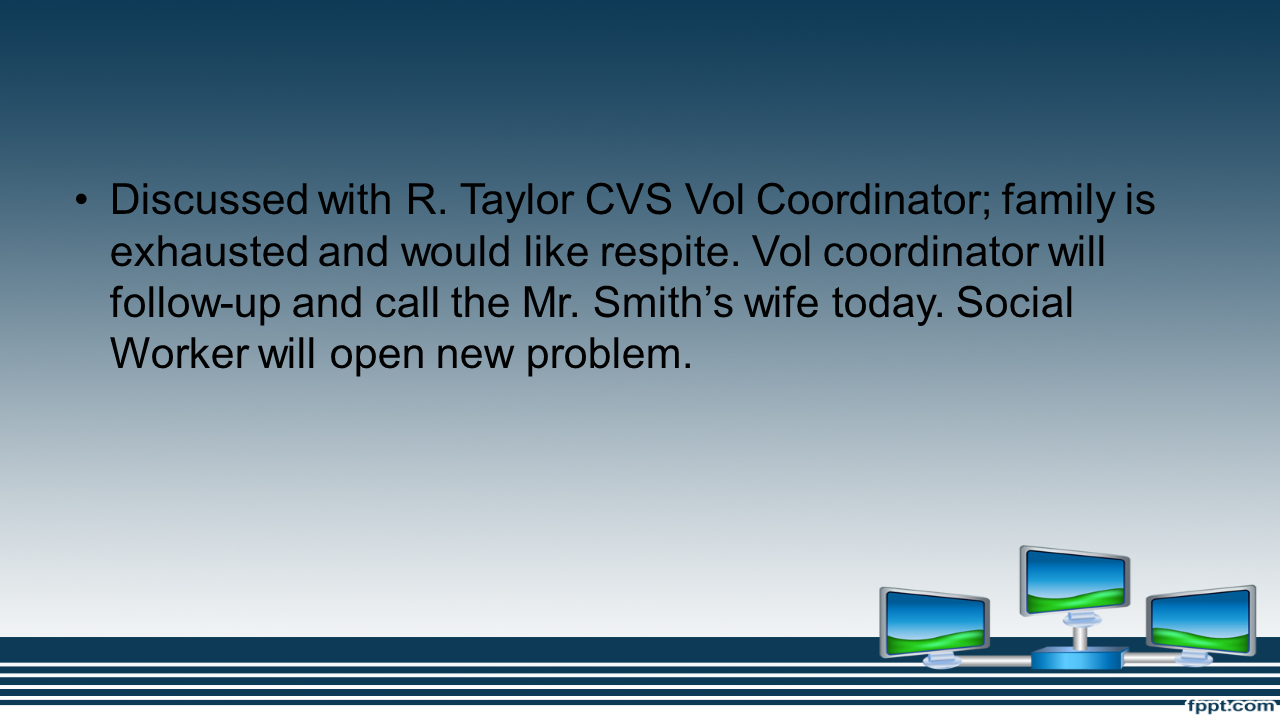 • Discussed with R. Taylor CVS Vol Coordinator; family is
exhausted and would like respite. Vol coordinator will
follow-up and call the Mr. Smith’s wife today. Social
Worker will open new problem.
fppt.com